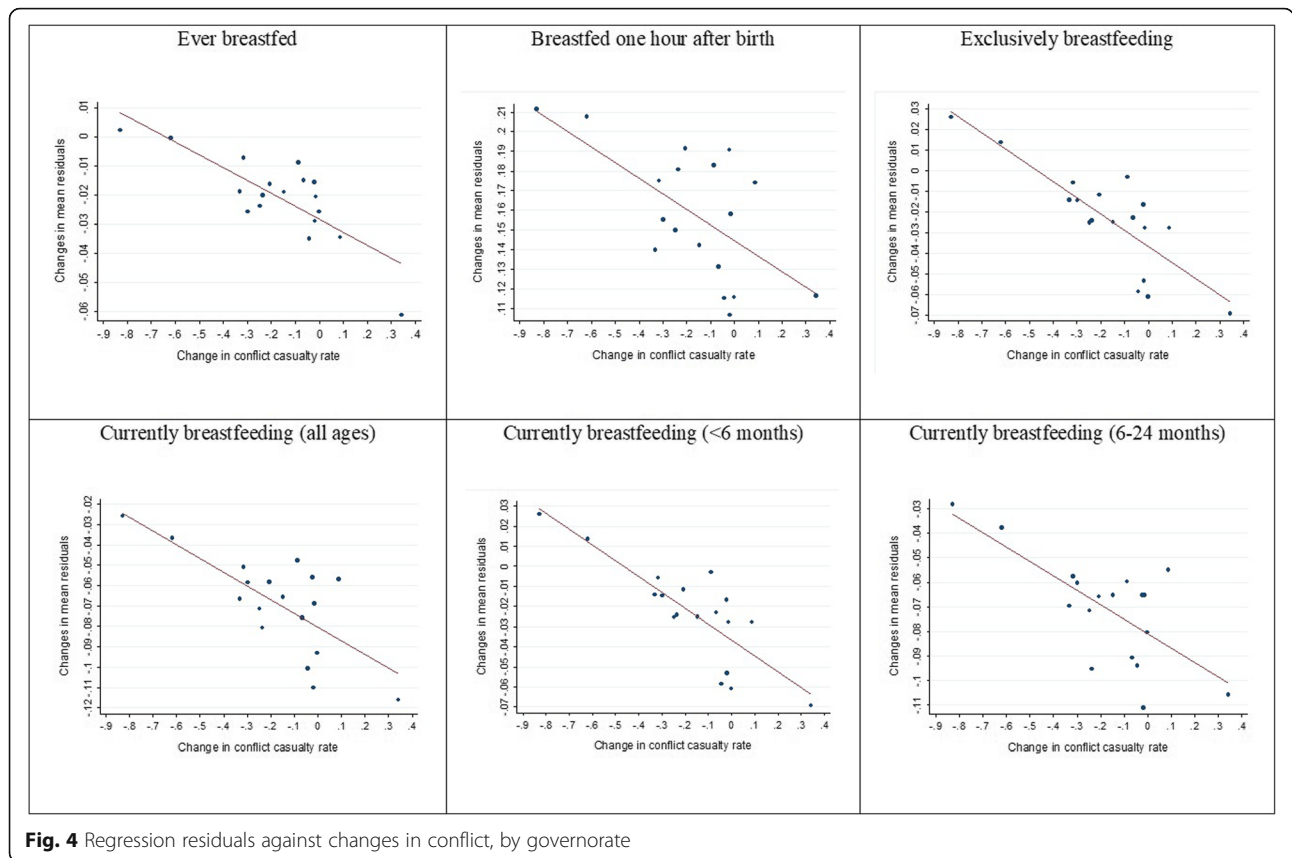 Ever breastfed
Changes in mean residuals
.01
0
-.01
-.02
-.03
-.04
-.05
-.06
-.9 -.8 -.7 -.6 -.5 -.4 -.3 -.2 -.1 0 .1 .2 .3 .4
Change in conflict casualty rate
Breastfed one hour after birth
Changes in mean residuals
.21
.2
.19
.18
.17
.16
.15
.14
.13
.12
.11
-.9 -.8 -.7 -.6 -.5 -.4 -.3 -.2 -.1 0 .1 .2 .3 .4
Change in conflict casualty rate
Exclusively breastfeeding
Changes in mean residuals
.03
.02
.01
0
-.01
-.02
-.03
-.04
-.05
-.06
-.07
-.9 -.8 -.7 -.6 -.5 -.4 -.3 -.2 -.1 0 .1 .2 .3 .4
Change in conflict casualty rate
Currently breastfeeding (all ages)
Changes in mean residuals
-.02
-.03
-.04
-.05
-.06
-.07
-.08
-.09
-.1
-.11
-.12
-.9 -.8 -.7 -.6 -.5 -.4 -.3 -.2 -.1 0 .1 .2 .3 .4
Change in conflict casualty rate
Currently breastfeeding (<6 months)
Changes in mean residuals
.03
.02
.01
0
-.01
-.02
-.03
-.04
-.05
-.06
-.07
-.9 -.8 -.7 -.6 -.5 -.4 -.3 -.2 -.1 0 .1 .2 .3 .4
Change in conflict casualty rate
Currently breastfeeding (6-24 months)
Changes in mean residuals
-.03
-.04
-.05
-.06
-.07
-.08
-.09
-.1
-.11
-.9 -.8 -.7 -.6 -.5 -.4 -.3 -.2 -.1 0 .1 .2 .3 .4
Change in conflict casualty rate
Fig. 4 Regression residuals against changes in conflict, by governorate